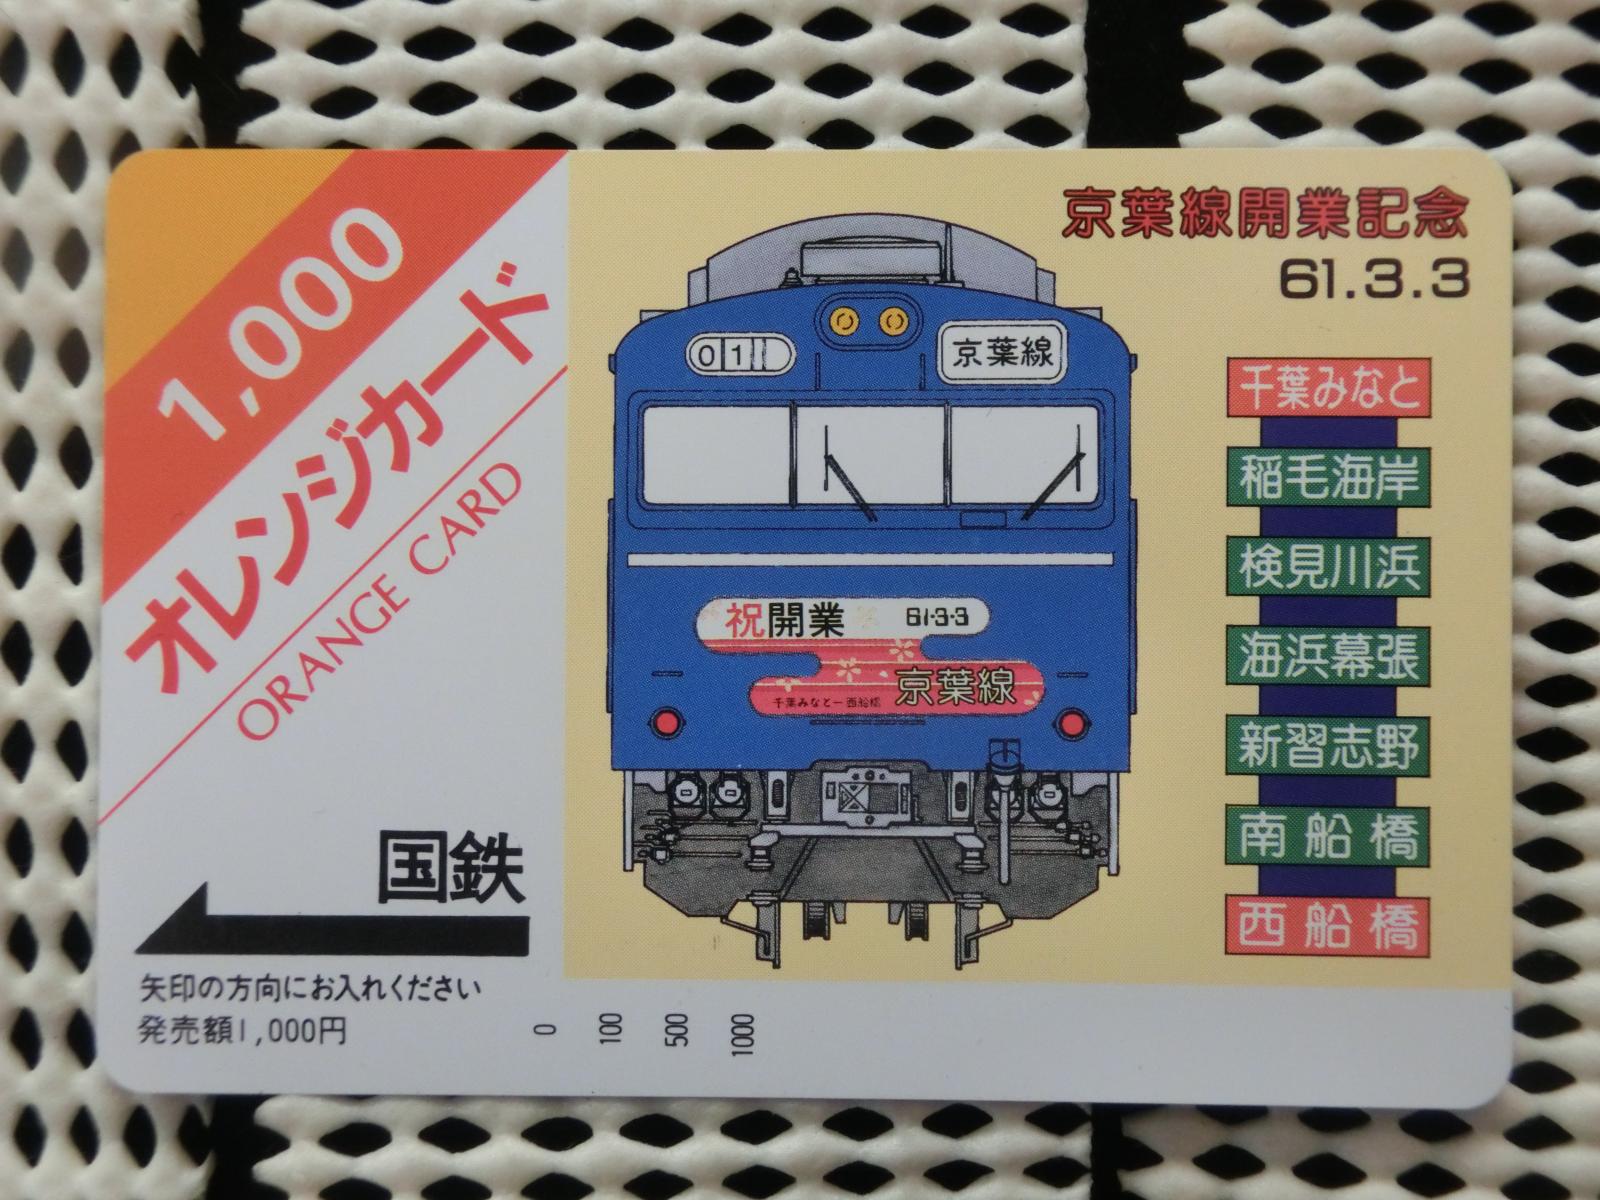 1,000
オレンジカード
ORANGE CARD
国鉄
矢印の方向にお入れください
発売額1,000円
0 100 500 1000
京葉線開業記念
61.3.3
01
京葉線
祝開業 61・3・3
京葉線
千葉みなとー西船橋
千葉みなと
稲毛海岸
検見川浜
海浜幕張
新習志野
南船橋
西船橋